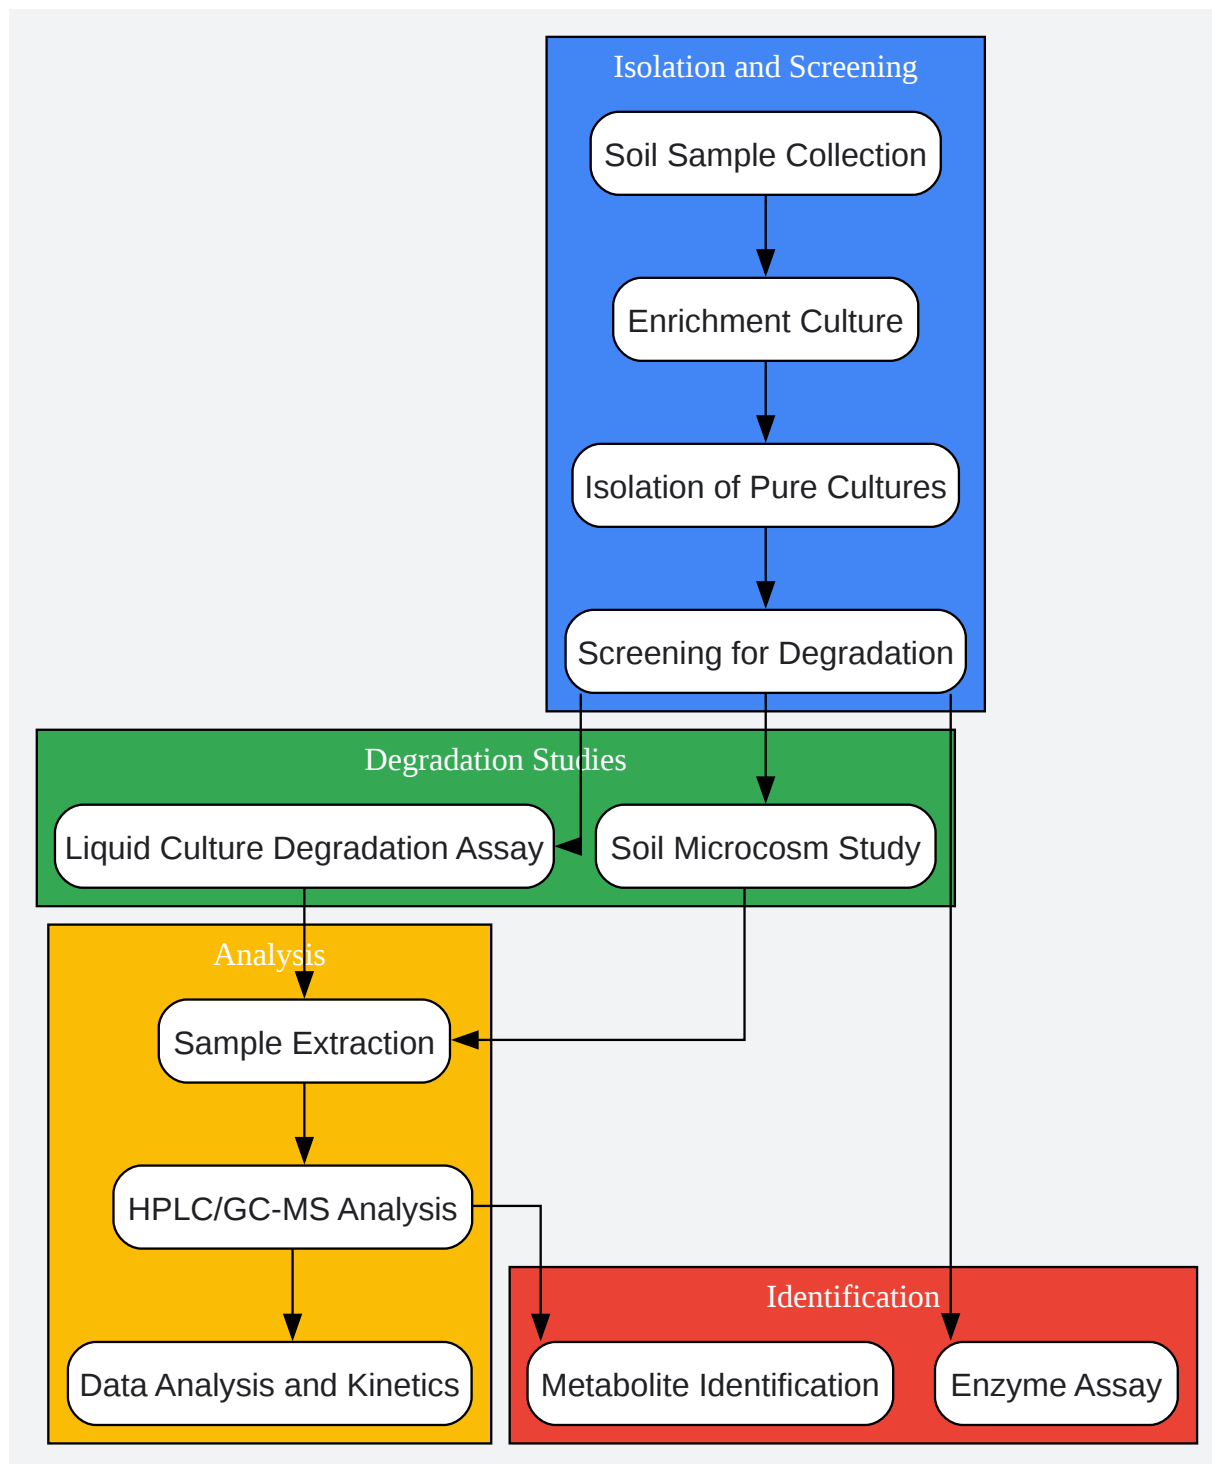 Isolation and Screening
Soil Sample Collection
Enrichment Culture
Isolation of Pure Cultures
Screening for Degradation
Degradation Studies
Liquid Culture Degradation Assay
Soil Microcosm Study
Analysis
Sample Extraction
HPLC/GC-MS Analysis
Identification
Data Analysis and Kinetics
Metabolite Identification
Enzyme Assay